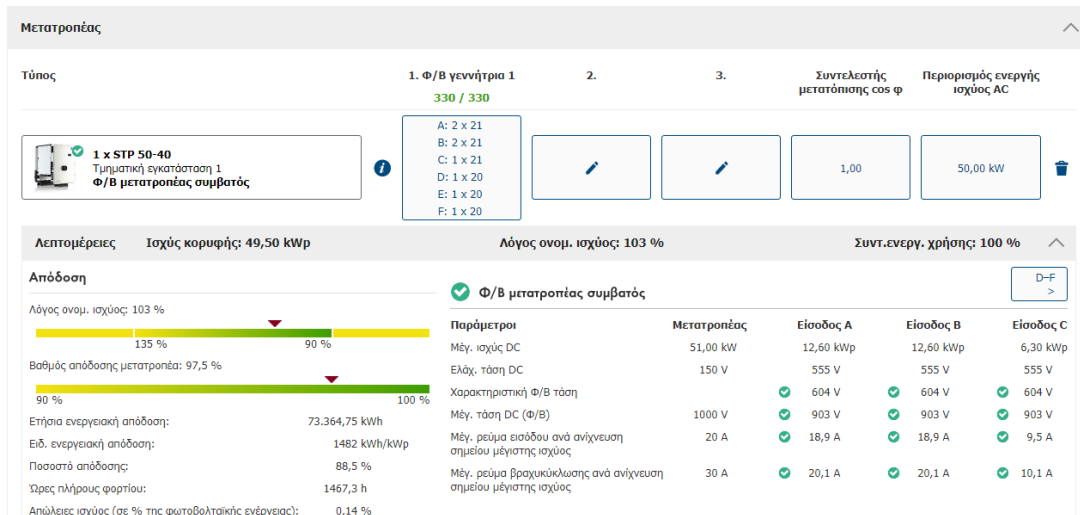 Μετατροπέας
Τύπος
1. Φ/Β γεννήτρια 1
2.
3.
Συντελεστής
μετατόπισης cos φ
Περιορισμός ενεργής
ισχύος AC
330 / 330
1 x STP 50-40
Τμηματική εγκατάσταση 1
Φ/Β μετατροπέας συμβατός
A: 2 x 21
B: 2 x 21
C: 1 x 21
D: 1 x 20
E: 1 x 20
F: 1 x 20
1,00
50,00 kW
Λεπτομέρειες Ισχύς κορυφής: 49,50 kWp Λόγος ονομ. ισχύος: 103 % Συντ.ενεργ. χρήσης: 100 %
Απόδοση
Λόγος ονομ. ισχύος: 103 %
135 % 90 %
Βαθμός απόδοσης μετατροπέα: 97,5 %
90 % 100 %
Ετήσια ενεργειακή απόδοση: 73.364,75 kWh
Ειδ. ενεργειακή απόδοση: 1482 kWh/kWp
Ποσοστό απόδοσης: 88,5 %
Ώρες πλήρους φορτίου: 1467,3 h
Απώλειες ισχύος (σε % της φωτοβολταϊκής ενέργειας): 0,14 %
Φ/Β μετατροπέας συμβατός
D–F
>
Παράμετροι Μετατροπέας Είσοδος A Είσοδος B Είσοδος C
Μέγ. ισχύς DC 51,00 kW 12,60 kWp 12,60 kWp 6,30 kWp
Ελάχ. τάση DC 150 V 555 V 555 V 555 V
Χαρακτηριστική Φ/Β τάση 604 V 604 V 604 V
Μέγ. τάση DC (Φ/Β) 1000 V 903 V 903 V 903 V
Μέγ. ρεύμα εισόδου ανά ανίχνευση
σημείου μέγιστης ισχύος 20 A 18,9 A 18,9 A 9,5 A
Μέγ. ρεύμα βραχυκύκλωσης ανά ανίχνευση
σημείου μέγιστης ισχύος 30 A 20,1 A 20,1 A 10,1 A